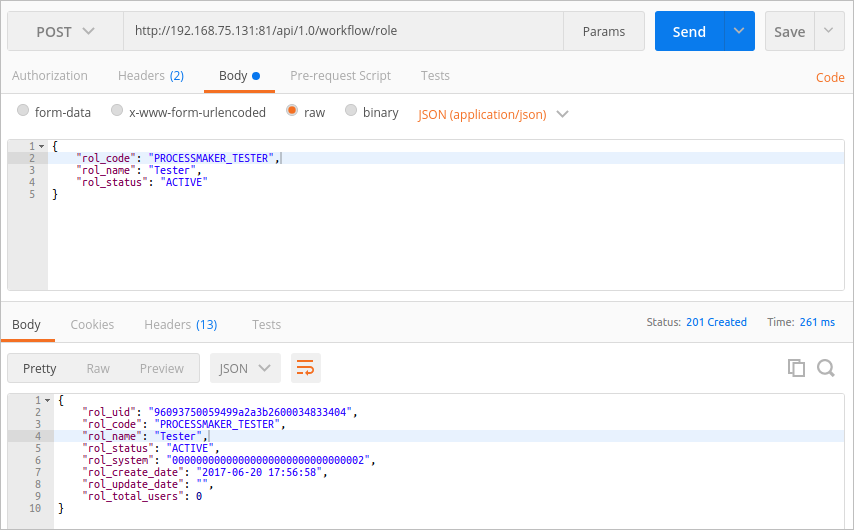 POST http://192.168.75.131:81/api/1.0/workflow/role Params Send Save
Authorization Headers (2) Body Pre-request Script Tests Code
form-data x-www-form-urlencoded raw binary JSON (application/json)
1 {
2 "rol_code": "PROCESSMAKER_TESTER",
3 "rol_name": "Tester",
4 "rol_status": "ACTIVE"
5 }
Body Cookies Headers (13) Tests Status: 201 Created Time: 261 ms
Pretty Raw Preview JSON
1 {
2 "rol_uid": "96093750059499a2a3b2600034833404",
3 "rol_code": "PROCESSMAKER_TESTER",
4 "rol_name": "Tester",
5 "rol_status": "ACTIVE",
6 "rol_system": "00000000000000000000000000000002",
7 "rol_create_date": "2017-06-20 17:56:58",
8 "rol_update_date": "",
9 "rol_total_users": 0
10 }